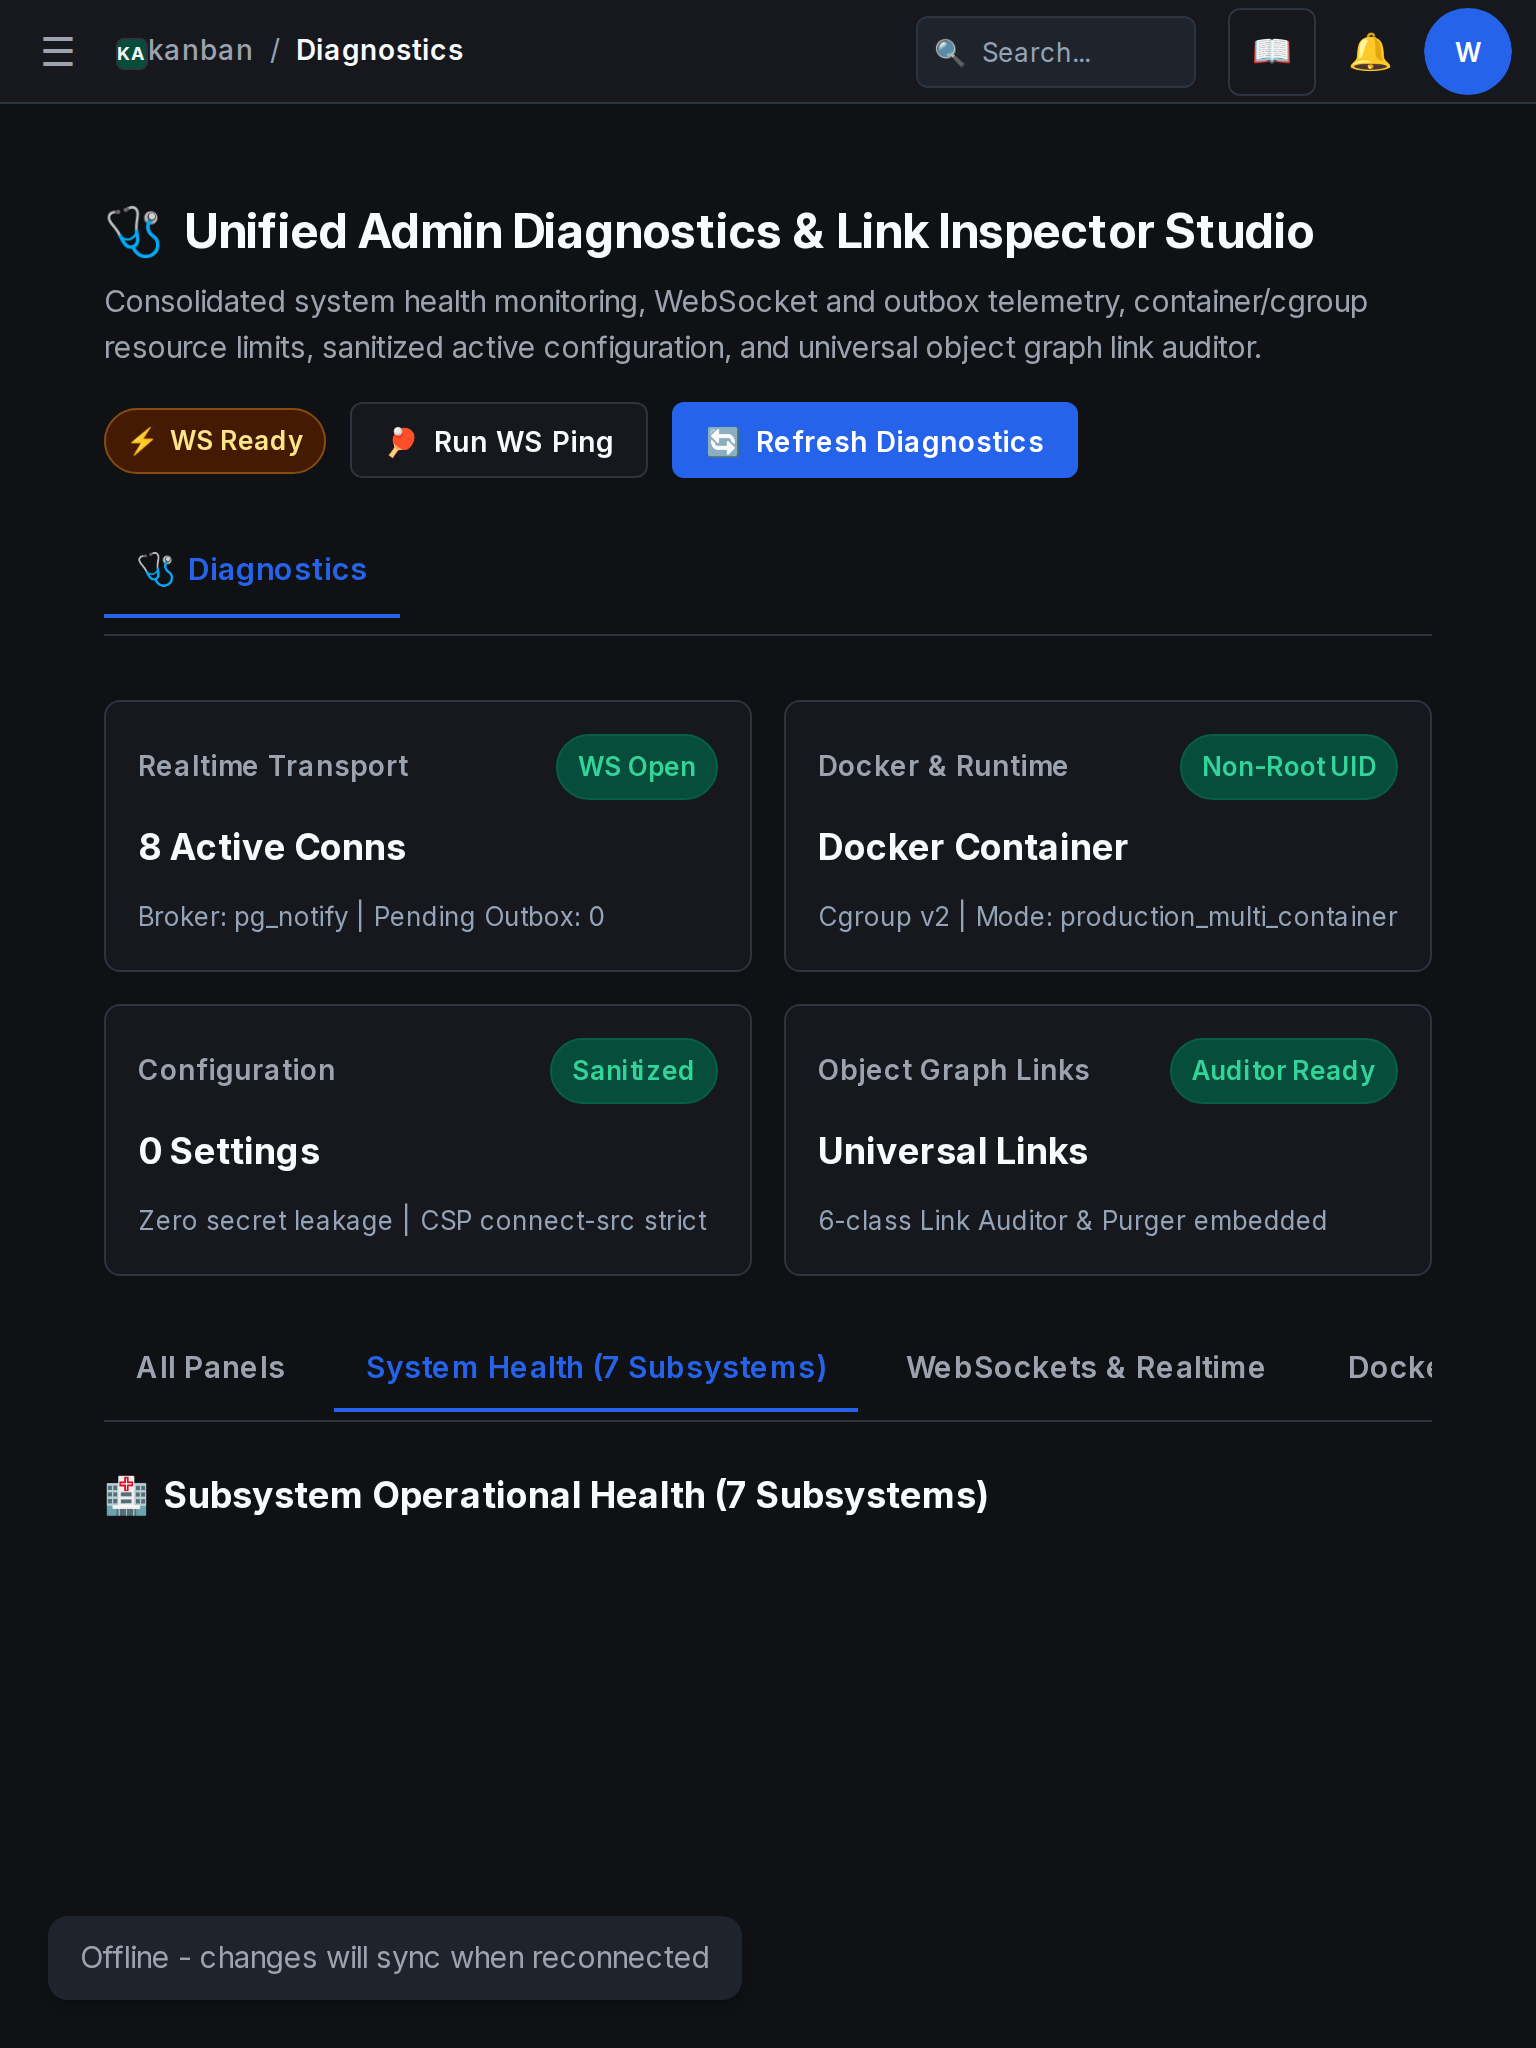 KA kanban / Diagnostics
Search...
W
Unified Admin Diagnostics & Link Inspector Studio
Consolidated system health monitoring, WebSocket and outbox telemetry, container/cgroup
resource limits, sanitized active configuration, and universal object graph link auditor.
WS Ready
Run WS Ping
Refresh Diagnostics
Diagnostics
Realtime Transport
WS Open
8 Active Conns
Broker: pg_notify | Pending Outbox: 0
Docker & Runtime
Non-Root UID
Docker Container
Cgroup v2 | Mode: production_multi_container
Configuration
Sanitized
0 Settings
Zero secret leakage | CSP connect-src strict
Object Graph Links
Auditor Ready
Universal Links
6-class Link Auditor & Purger embedded
All Panels
System Health (7 Subsystems)
WebSockets & Realtime
Docke
Subsystem Operational Health (7 Subsystems)
Offline - changes will sync when reconnected